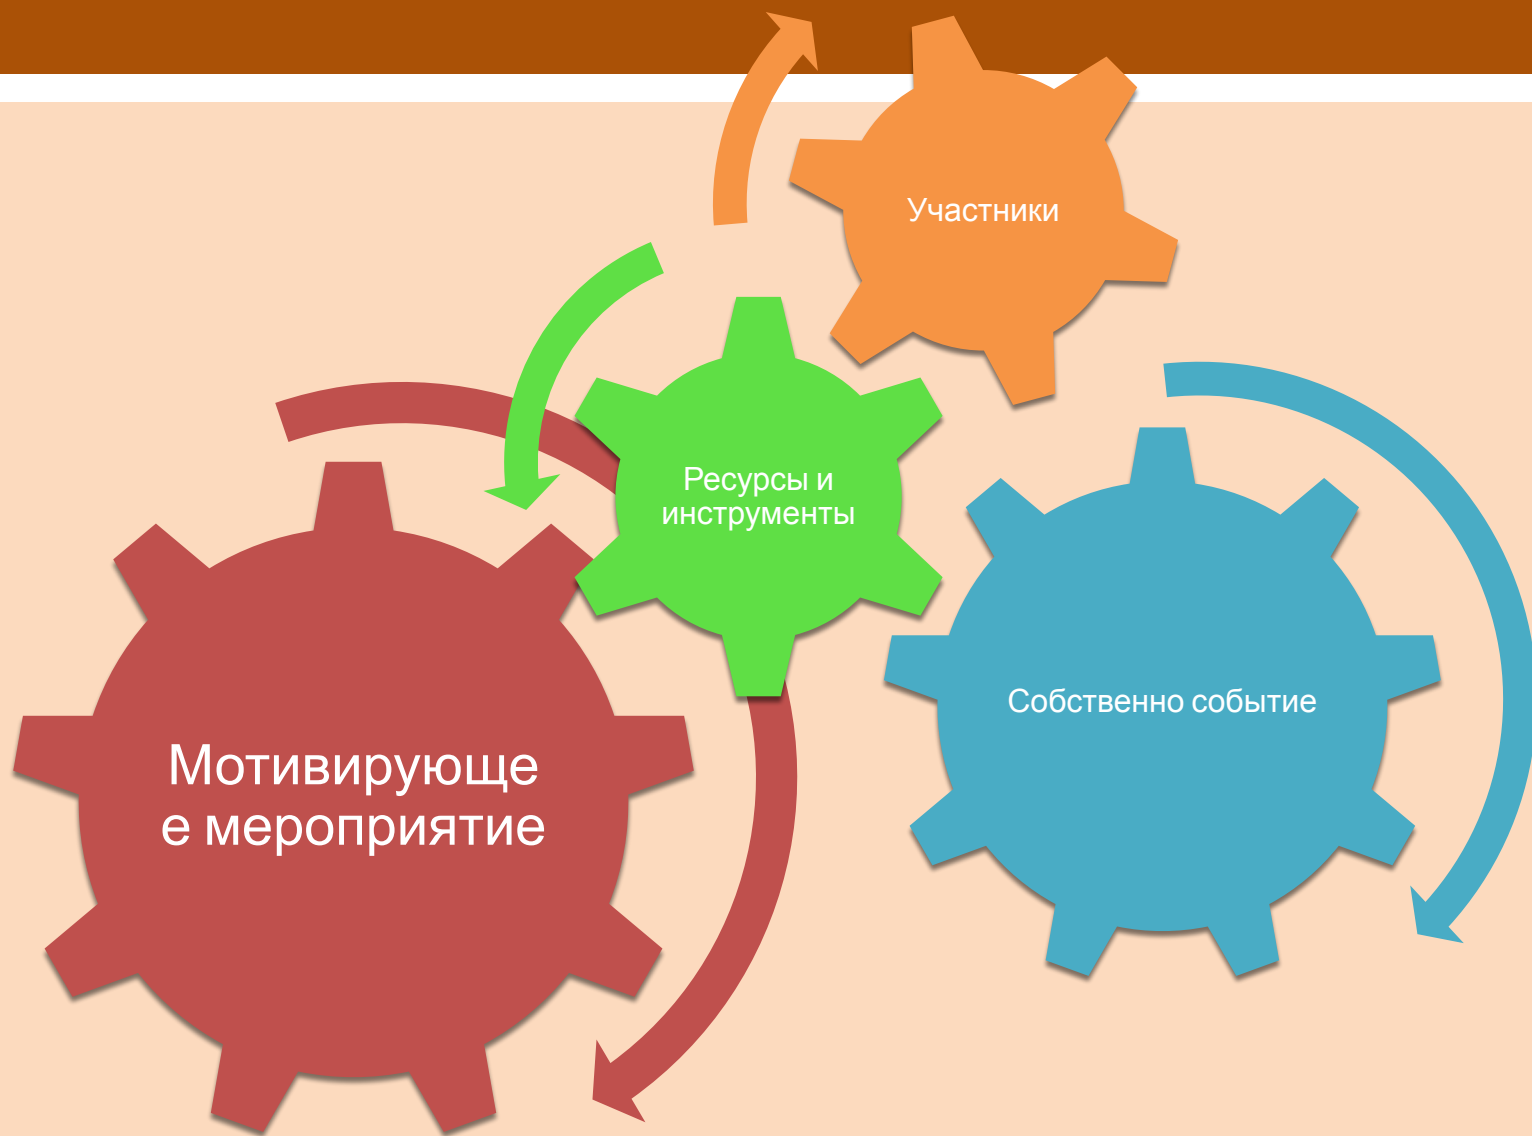 Участники
Ресурсы и
инструменты
Собственно событие
Мотивирующе
е мероприятие